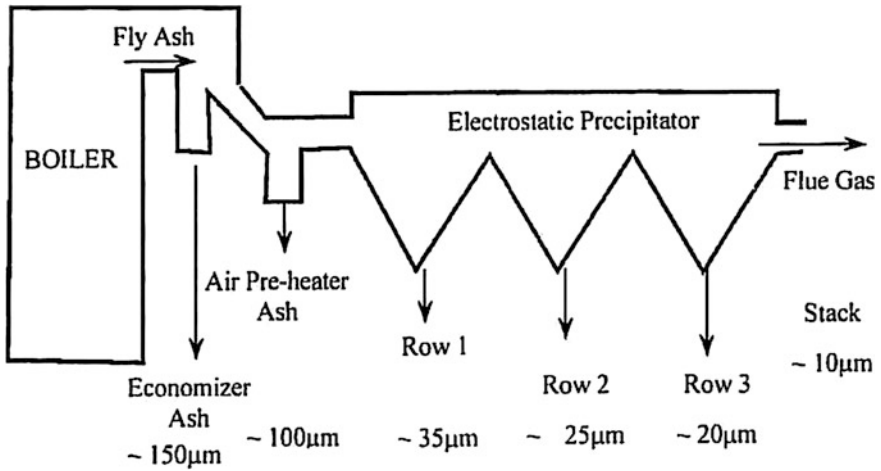 Fly Ash
BOILER
Electrostatic Prccipitator
Flue Gas
Air Pre-heater
Ash
Row 1
Stack
~ 10μm
Economizer
Ash
~ 150μm
~ 100μm
~ 35μm
Row 2
~ 25μm
Row 3
~ 20μm